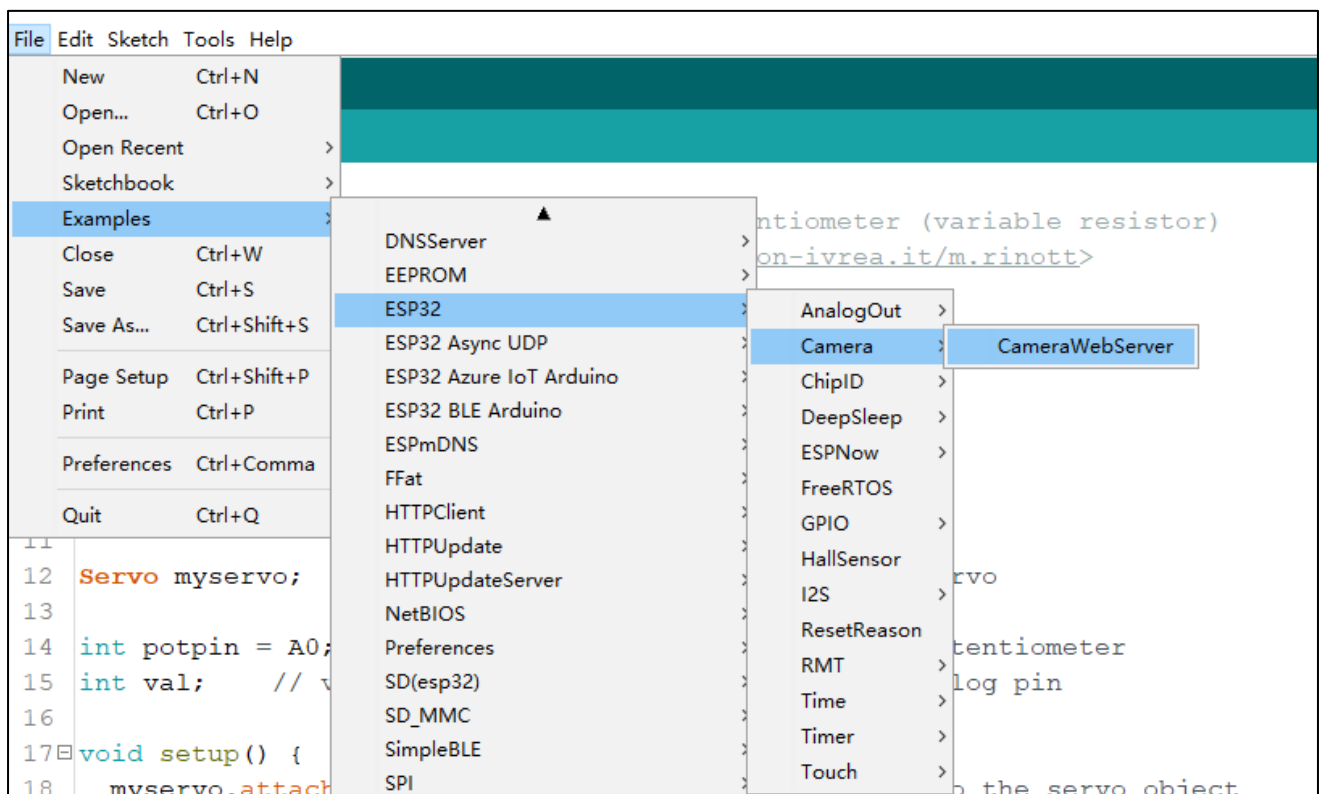 File Edit Sketch Tools Help
New Ctrl+N
Open... Ctrl+O
Open Recent >
Sketchbook >
Examples >
Close Ctrl+W
Save Ctrl+S
Save As... Ctrl+Shift+S
Page Setup Ctrl+Shift+P
Print Ctrl+P
Preferences Ctrl+Comma
Quit Ctrl+Q
▲
DNSServer >
EEPROM >
ESP32 >
ESP32 Async UDP >
ESP32 Azure IoT Arduino >
ESP32 BLE Arduino >
ESPmDNS >
FFat >
HTTPClient >
HTTPUpdate >
HTTPUpdateServer >
NetBIOS >
Preferences >
SD(esp32) >
SD_MMC >
SimpleBLE >
SPI >
AnalogOut >
Camera >
ChipID >
DeepSleep >
ESPNow >
FreeRTOS
GPIO >
HallSensor
I2S >
ResetReason
RMT >
Time >
Timer >
Touch >
CameraWebServer
ntiometer (variable resistor)
on-ivrea.it/m.rinott>
11
12 Servo myservo; rvo
13
14 int potpin = A0; tentiometer
15 int val; // v log pin
16
17 void setup() {
18 myservo.attach o the servo object